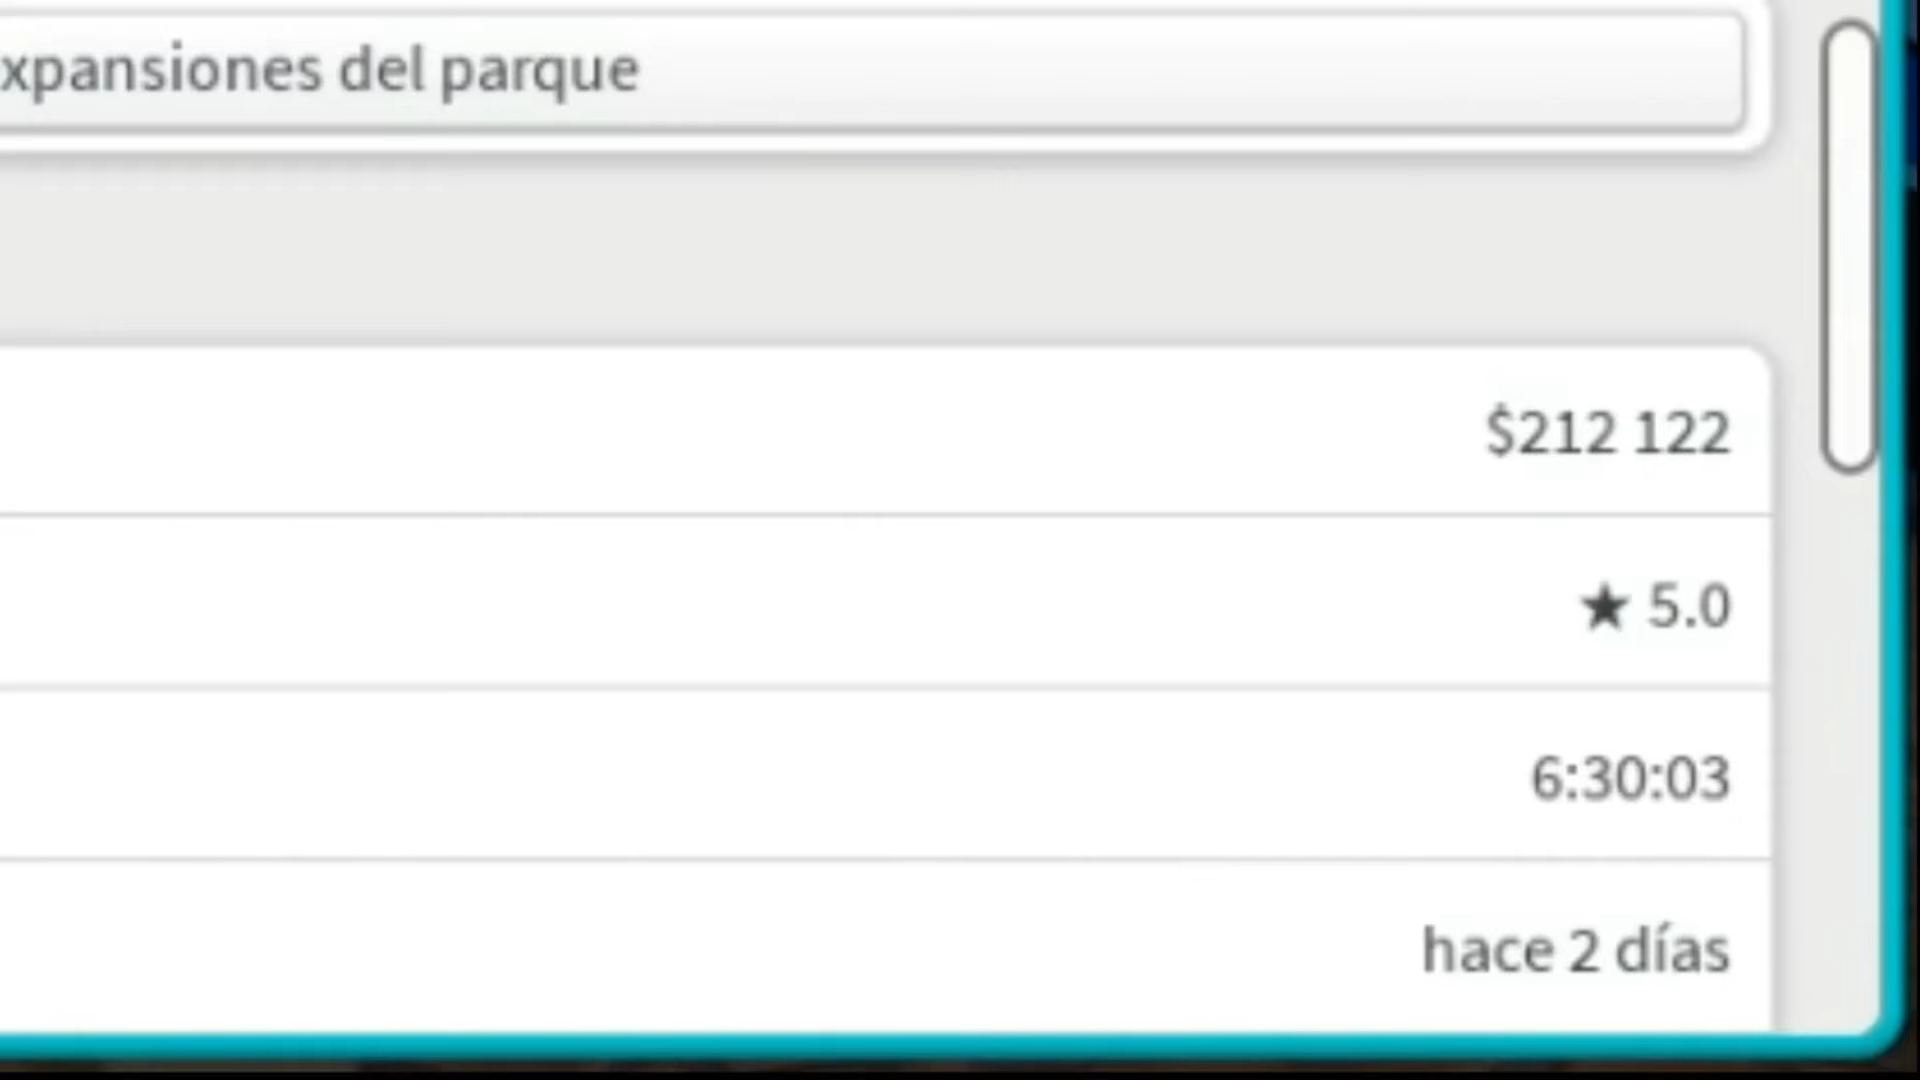 xpansiones del parque
$212 122
★ 5.0
6:30:03
hace 2 días